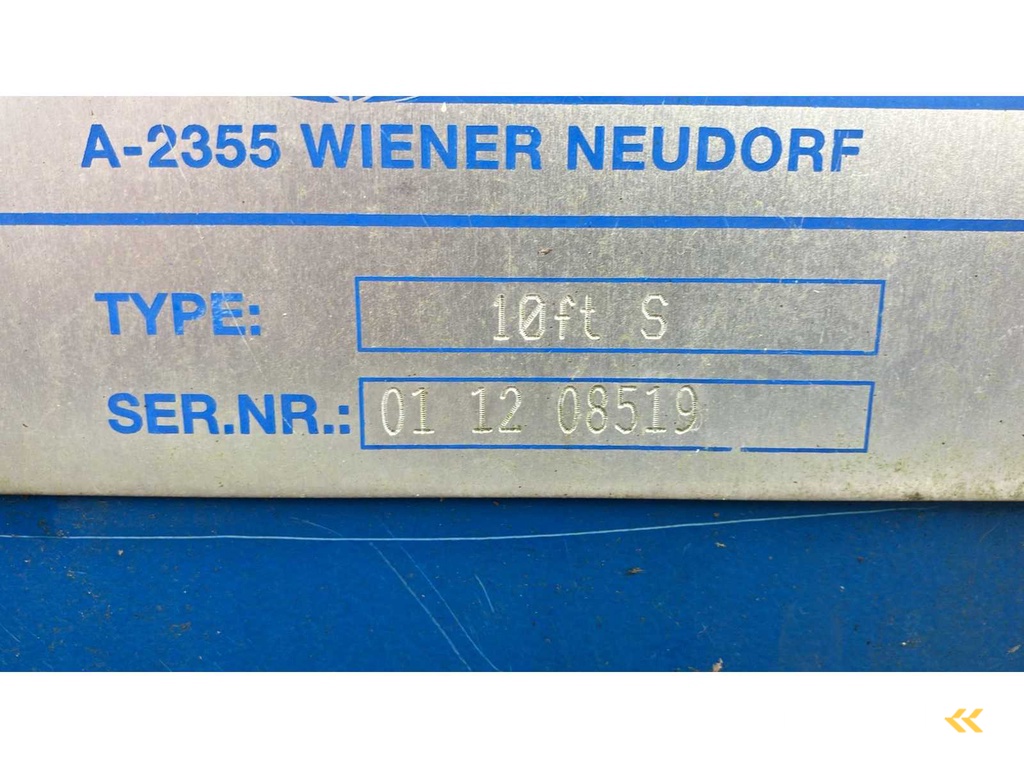 A-2355 WIENER NEUDORF
TYPE: 10ft S
SER.NR.: 01 12 08519